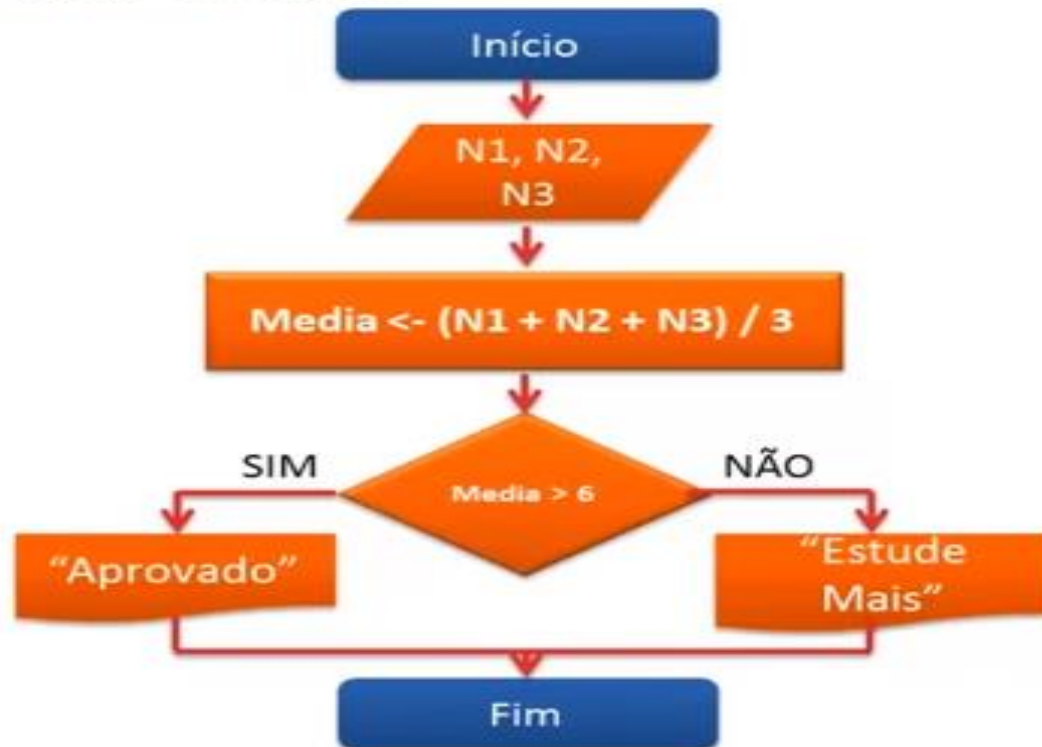 Início
N1, N2,
N3
Media <- (N1 + N2 + N3) / 3
SIM
NÃO
Media > 6
“Aprovado”
“Estude
Mais”
Fim